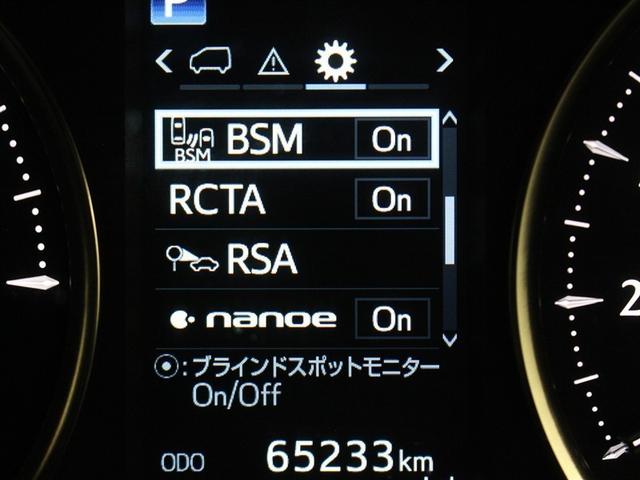 P
BSM BSM On
RCTA On
RSA
nanoe On
:ブラインドスポットモニター
On/Off
ODO 65233km
2